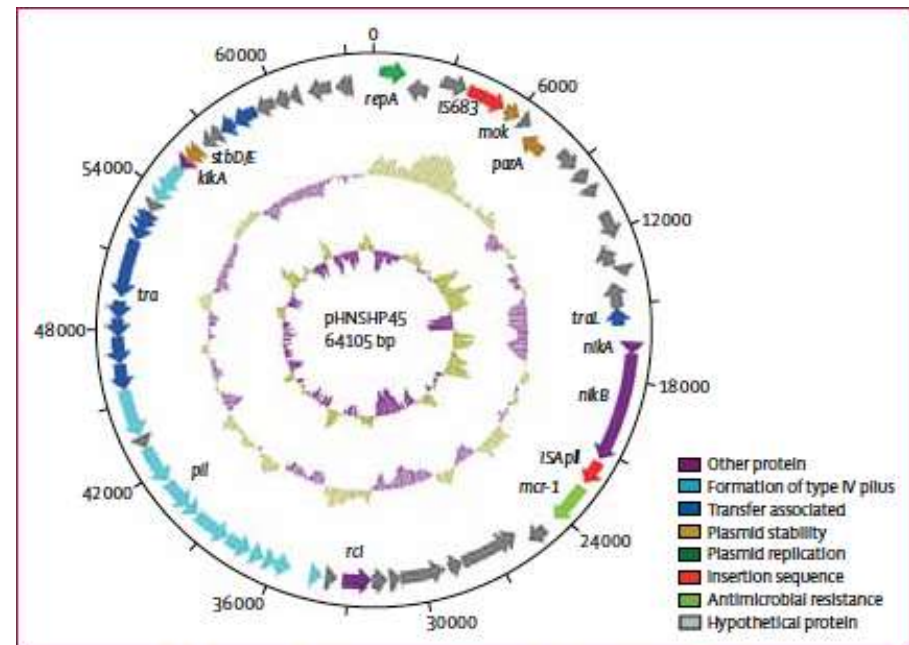 0
60000
repA
IS683
6000
mok
parA
stbD/E
kikA
54000
12000
tra
traL
pHNSHP45
64105 bp
48000
nikA
18000
nikB
ISApl1
mcr-1
pil
42000
24000
rci
36000
30000
Other protein
Formation of type IV pilus
Transfer associated
Plasmid stability
Plasmid replication
Insertion sequence
Antimicrobial resistance
Hypothetical protein